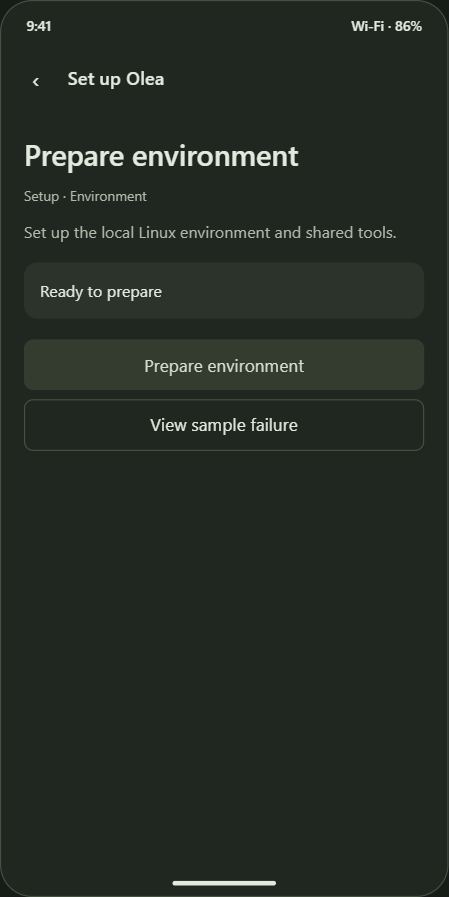 9:41
Wi-Fi · 86%
‹ Set up Olea
Prepare environment
Setup · Environment
Set up the local Linux environment and shared tools.
Ready to prepare
Prepare environment
View sample failure